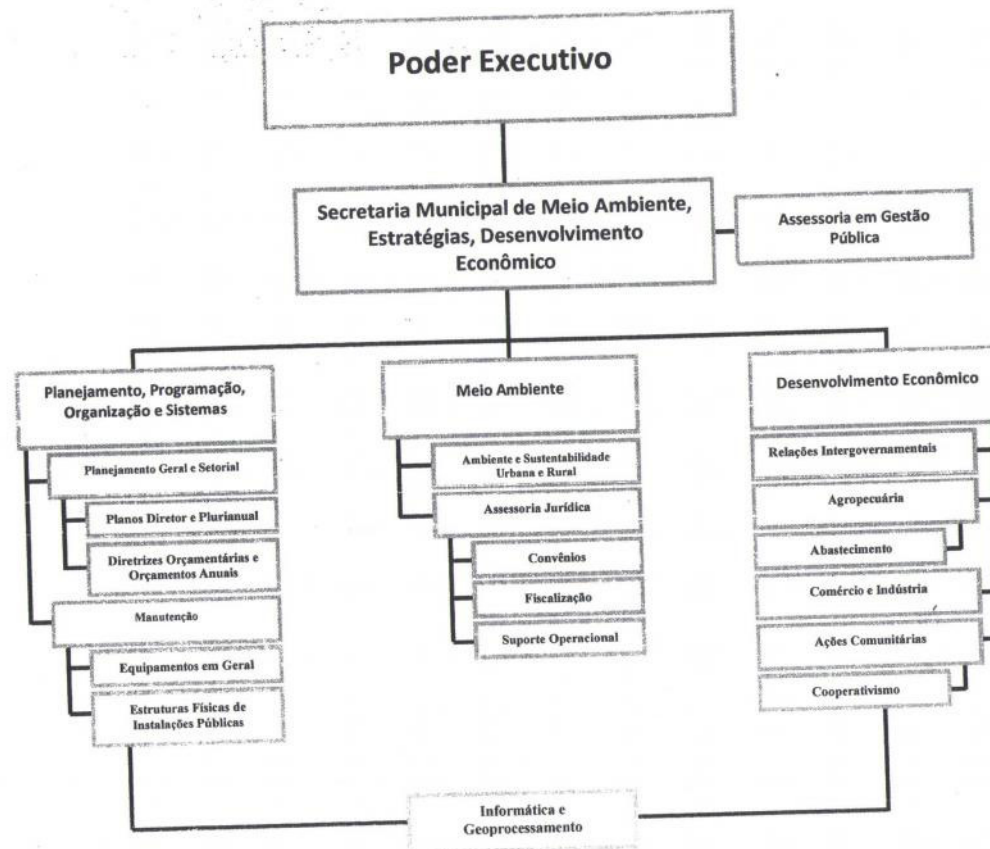 Poder Executivo
Secretaria Municipal de Meio Ambiente,
Estratégias, Desenvolvimento
Econômico
Assessoria em Gestão
Pública
Planejamento, Programação,
Organização e Sistemas
Planejamento Geral e Setorial
Planos Diretor e Plurianual
Diretrizes Orçamentárias e
Orçamentos Anuais
Manutenção
Equipamentos em Geral
Estruturas Físicas de
Instalações Públicas
Meio Ambiente
Ambiente e Sustentabilidade
Urbana e Rural
Assessoria Jurídica
Convênios
Fiscalização
Suporte Operacional
Desenvolvimento Econômico
Relações Intergovernamentais
Agropecuária
Abastecimento
Comércio e Indústria
Ações Comunitárias
Cooperativismo
Informática e
Geoprocessamento